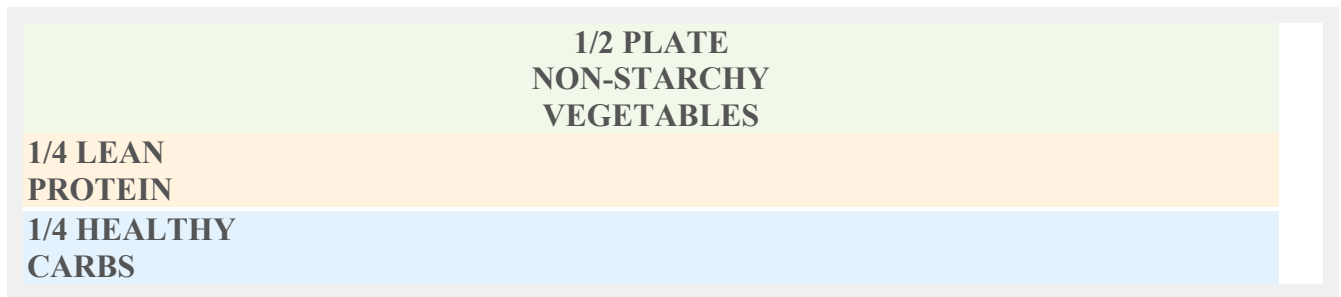 1/2 PLATE
NON-STARCHY
VEGETABLES
1/4 LEAN
PROTEIN
1/4 HEALTHY
CARBS